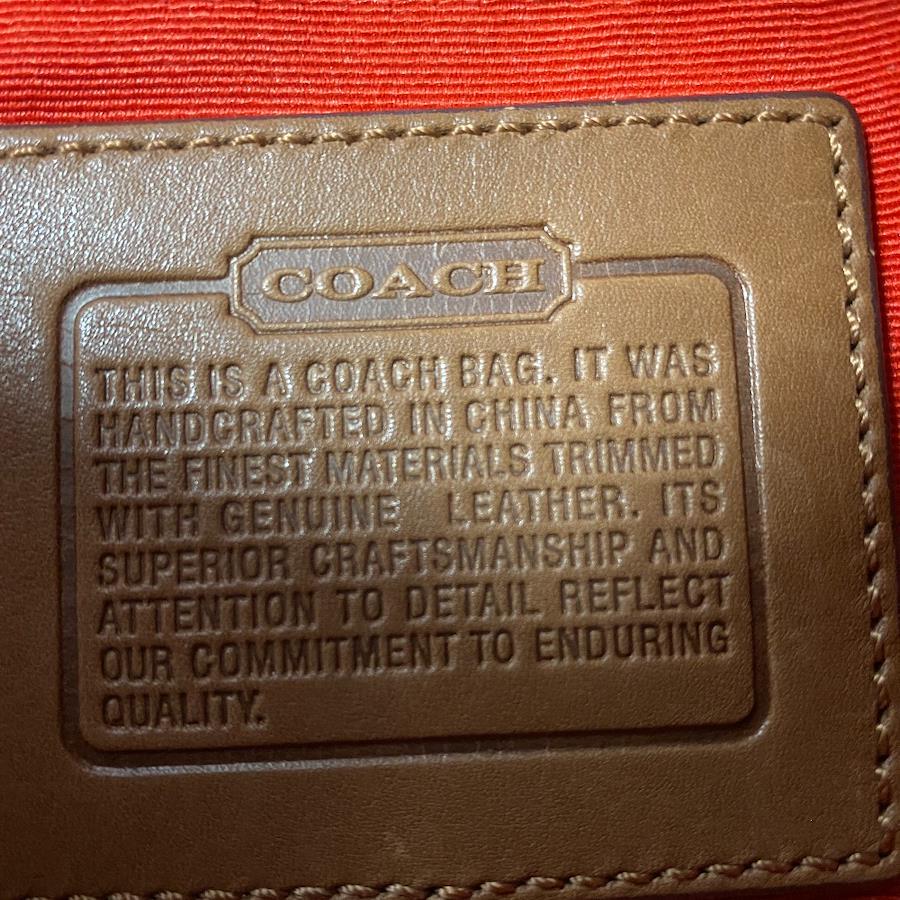 COACH
THIS IS A COACH BAG. IT WAS
HANDCRAFTED IN CHINA FROM
THE FINEST MATERIALS TRIMMED
WITH GENUINE LEATHER. ITS
SUPERIOR CRAFTSMANSHIP AND
ATTENTION TO DETAIL REFLECT
OUR COMMITMENT TO ENDURING
QUALITY.